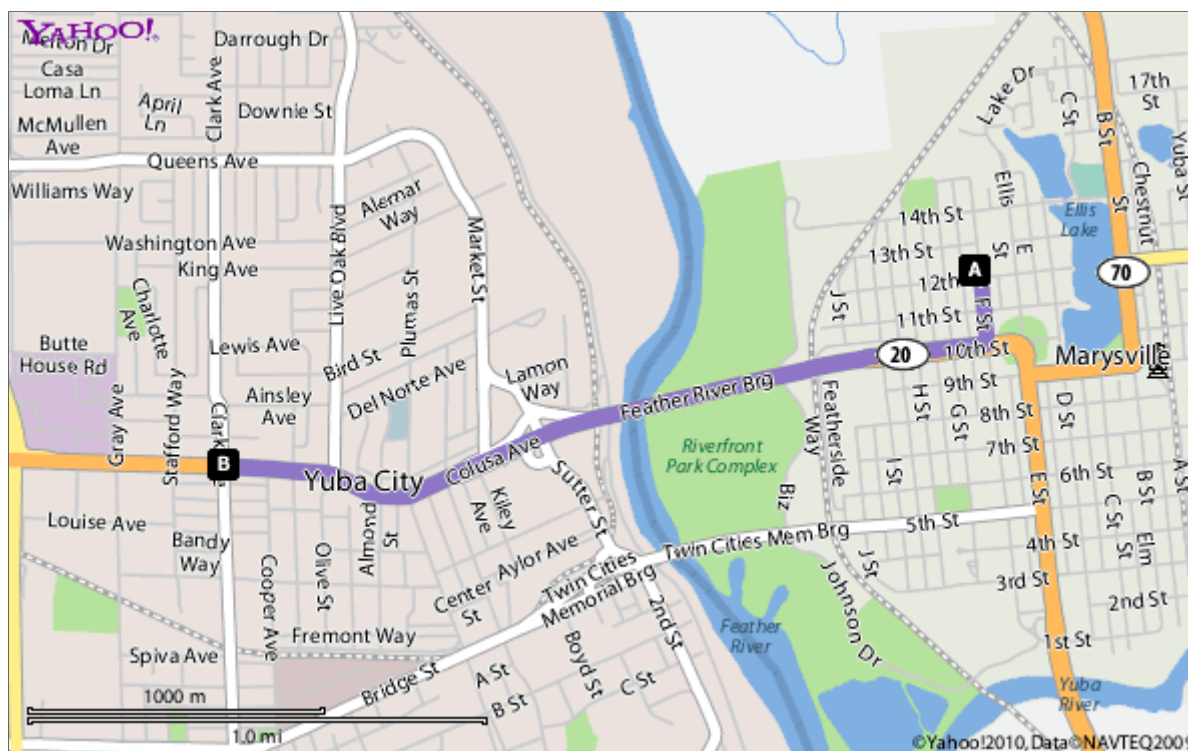 YAHOO!
Merton Dr
Darrough Dr
Casa
Loma Ln
April
Ln
Clark Ave
Downie St
McMullen
Ave
Queens Ave
Williams Way
Alemar
Way
Live Oak Blvd
Market St
Washington Ave
King Ave
Charlotte
Ave
Plumas St
Butte
House Rd
Lewis Ave
Bird St
Del Norte Ave
Lamon
Way
Ainsley
Ave
Gray Ave
Stafford Way
Clark
B
Yuba City
Colusa Ave
Feather River Brg
Sutter St
Kiley
Ave
Louise Ave
Bandy
Way
Cooper Ave
Olive St
Almond
St
Center
St
Aylor Ave
Twin Cities
Memorial Brg
Twin Cities Mem Brg
2nd St
Fremont Way
Spiva Ave
Bridge St
A St
B St
Boyd St
C St
1000 m
1.0 mi
Lake Dr
C St
B St
St
17th
St
Yuba St
Chestnut
Ellis
St
E
Ellis
Lake
14th St
13th St
12th
A
F St
11th St
J St
70
20
10th St
Marysville
9th St
H St
G St
8th St
7th St
D St
Featherside
Way
Riverfront
Park Complex
I St
6th St
E St
B St
A St
C St
Elm
St
Biz
5th St
4th St
J St
3rd St
2nd St
Johnson Dr
1st St
Feather
River
Yuba
River
©Yahoo!2010, Data©NAVTEQ2009